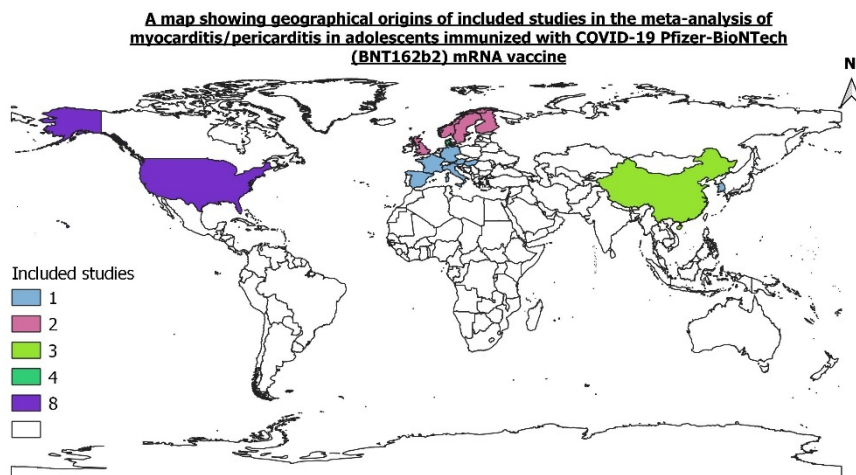 A map showing geographical origins of included studies in the meta-analysis of
myocarditis/pericarditis in adolescents immunized with COVID-19 Pfizer-BioNTech
(BNT162b2) mRNA vaccine
N
Included studies
1
2
3
4
8